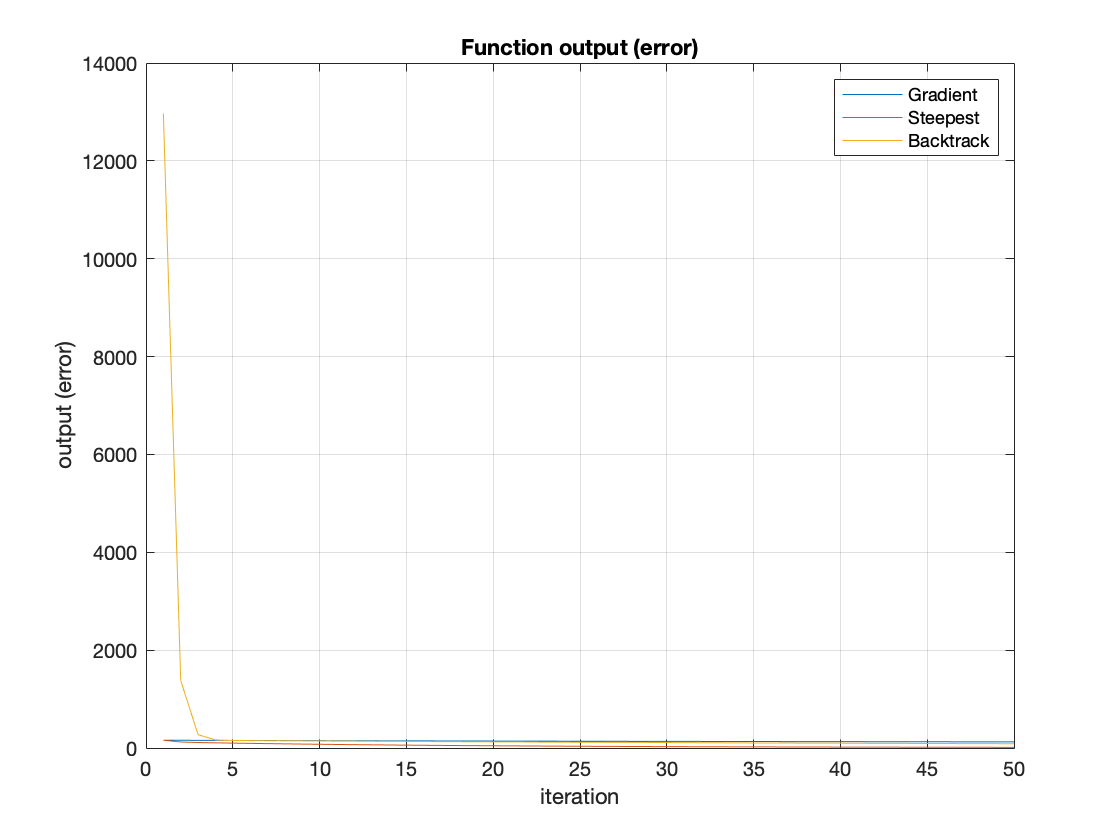 Function output (error)
14000
12000
10000
8000
6000
4000
2000
0
output (error)
Gradient
Steepest
Backtrack
0 5 10 15 20 25 30 35 40 45 50
iteration